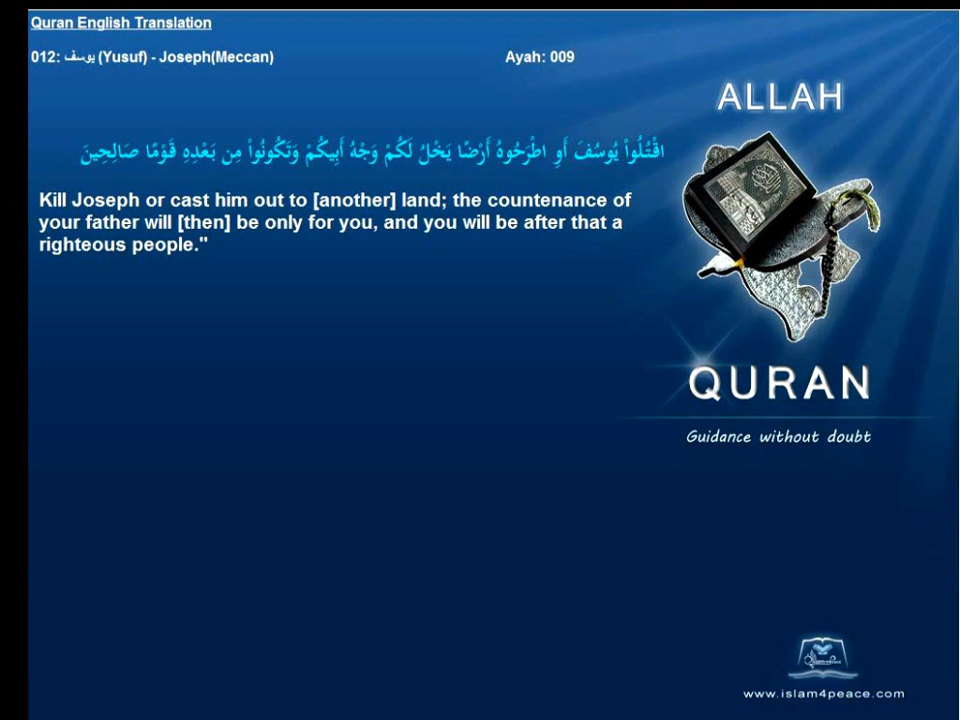 Quran English Translation
012: يوسف (Yusuf) - Joseph(Meccan) Ayah: 009
ALLAH
اقْتُلُواْ يُوسُفَ أَوِ اطْرَحُوهُ أَرْضًا يَخْلُ لَكُمْ وَجْهُ أَبِيكُمْ وَتَكُونُواْ مِن بَعْدِهِ قَوْمًا صَالِحِينَ
Kill Joseph or cast him out to [another] land; the countenance of
your father will [then] be only for you, and you will be after that a
righteous people."
QURAN
Guidance without doubt
www.islam4peace.com